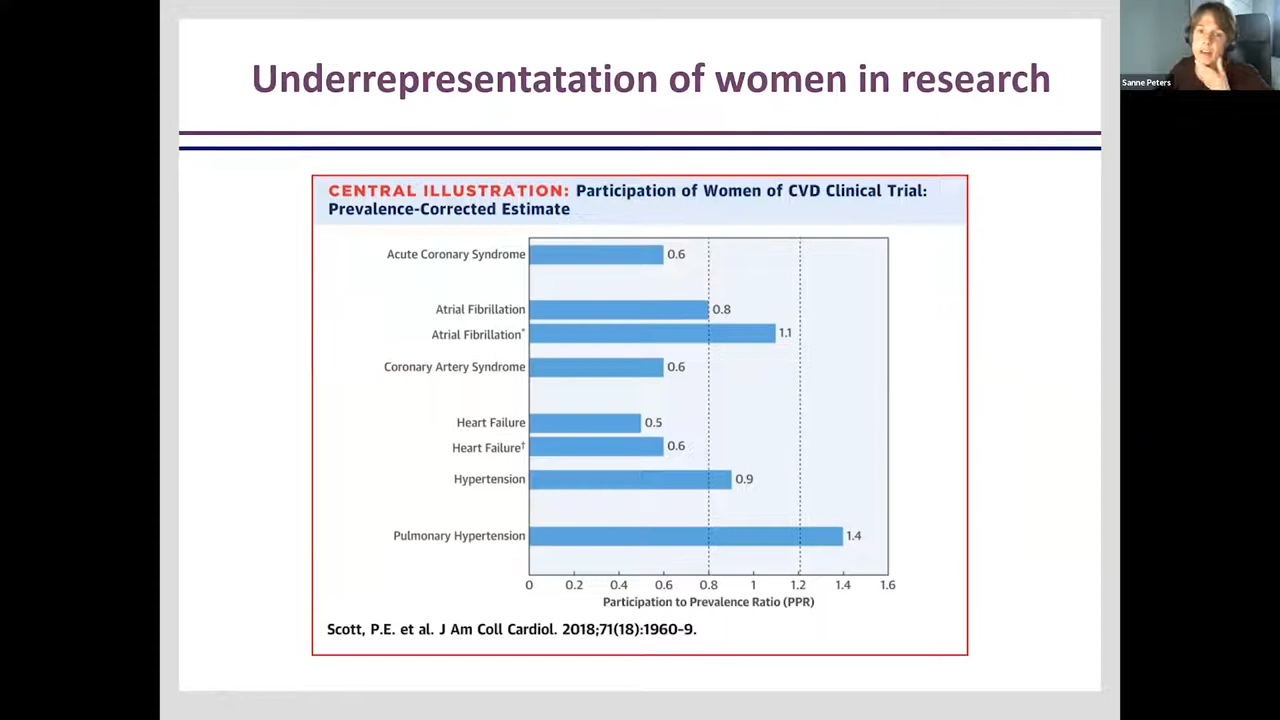 Underrepresentatation of women in research
Sanne Peters
CENTRAL ILLUSTRATION: Participation of Women of CVD Clinical Trial:
Prevalence-Corrected Estimate
Acute Coronary Syndrome 0.6
Atrial Fibrillation 0.8
Atrial Fibrillation* 1.1
Coronary Artery Syndrome 0.6
Heart Failure 0.5
Heart Failure† 0.6
Hypertension 0.9
Pulmonary Hypertension 1.4
0 0.2 0.4 0.6 0.8 1 1.2 1.4 1.6
Participation to Prevalence Ratio (PPR)
Scott, P.E. et al. J Am Coll Cardiol. 2018;71(18):1960-9.